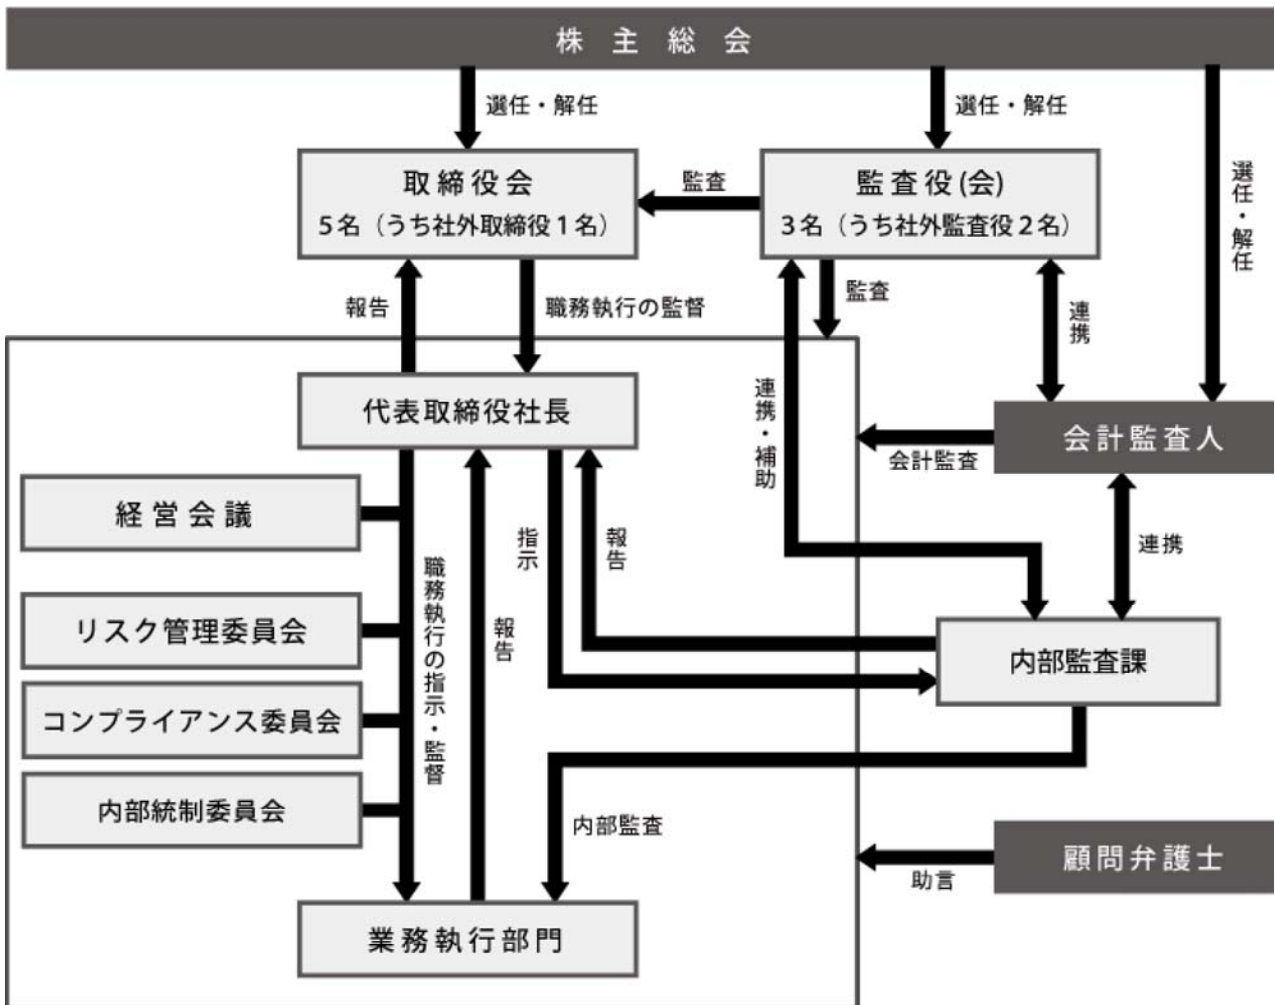 株主総会
選任・解任
選任・解任
選任・解任
取締役会
5名（うち社外取締役1名）
監査
監査役(会)
3名（うち社外監査役2名）
報告
職務執行の監督
監査
連携
代表取締役社長
連携・補助
会計監査人
会計監査
経営会議
指示
報告
連携
職務執行の指示・監督
報告
リスク管理委員会
内部監査課
コンプライアンス委員会
内部統制委員会
内部監査
顧問弁護士
助言
業務執行部門